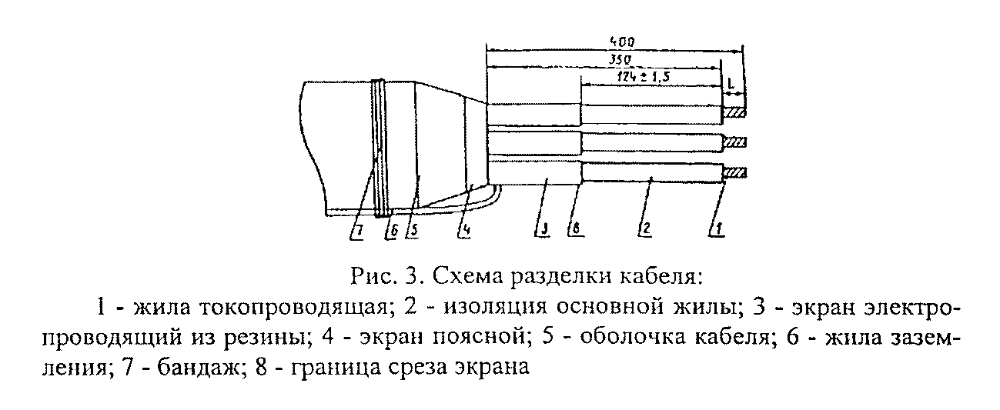 400
350
124 ± 1,5
L
7 6 5 4 3 8 2 1
Рис. 3. Схема разделки кабеля:
1 - жила токопроводящая; 2 - изоляция основной жилы; 3 - экран электро-
проводящий из резины; 4 - экран поясной; 5 - оболочка кабеля; 6 - жила зазем-
ления; 7 - бандаж; 8 - граница среза экрана